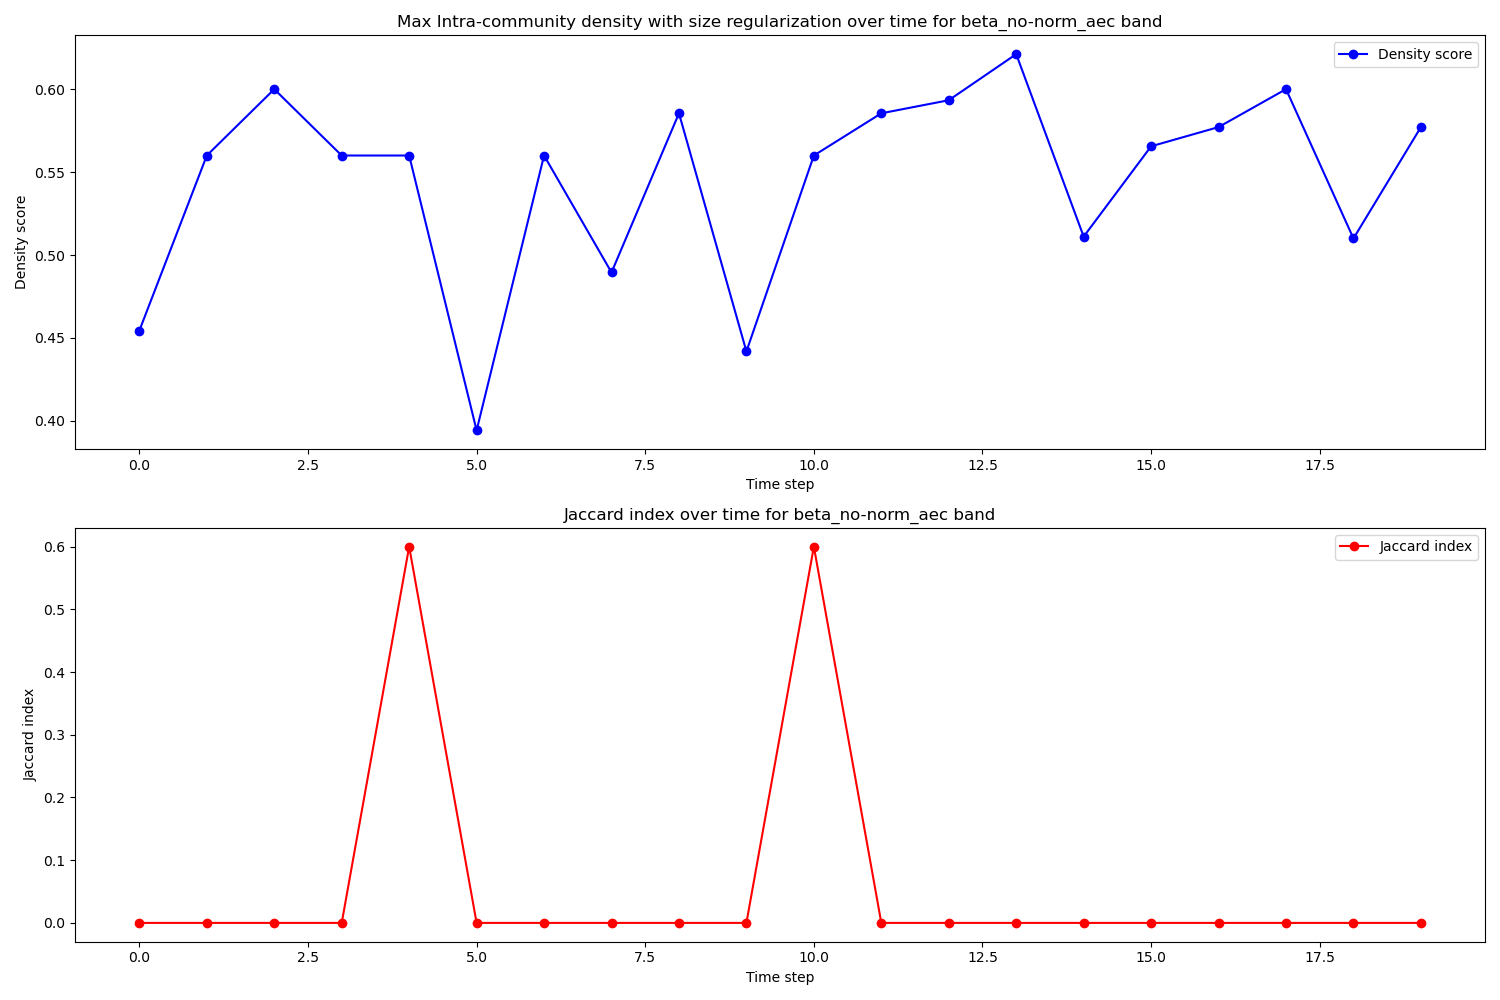 Max Intra-community density with size regularization over time for beta_no-norm_aec band
Density score
0.60
0.55
0.50
0.45
0.40
Density score
0.0 2.5 5.0 7.5 10.0 12.5 15.0 17.5
Time step
Jaccard index over time for beta_no-norm_aec band
Jaccard index
0.6
0.5
0.4
0.3
0.2
0.1
0.0
Jaccard index
0.0 2.5 5.0 7.5 10.0 12.5 15.0 17.5
Time step